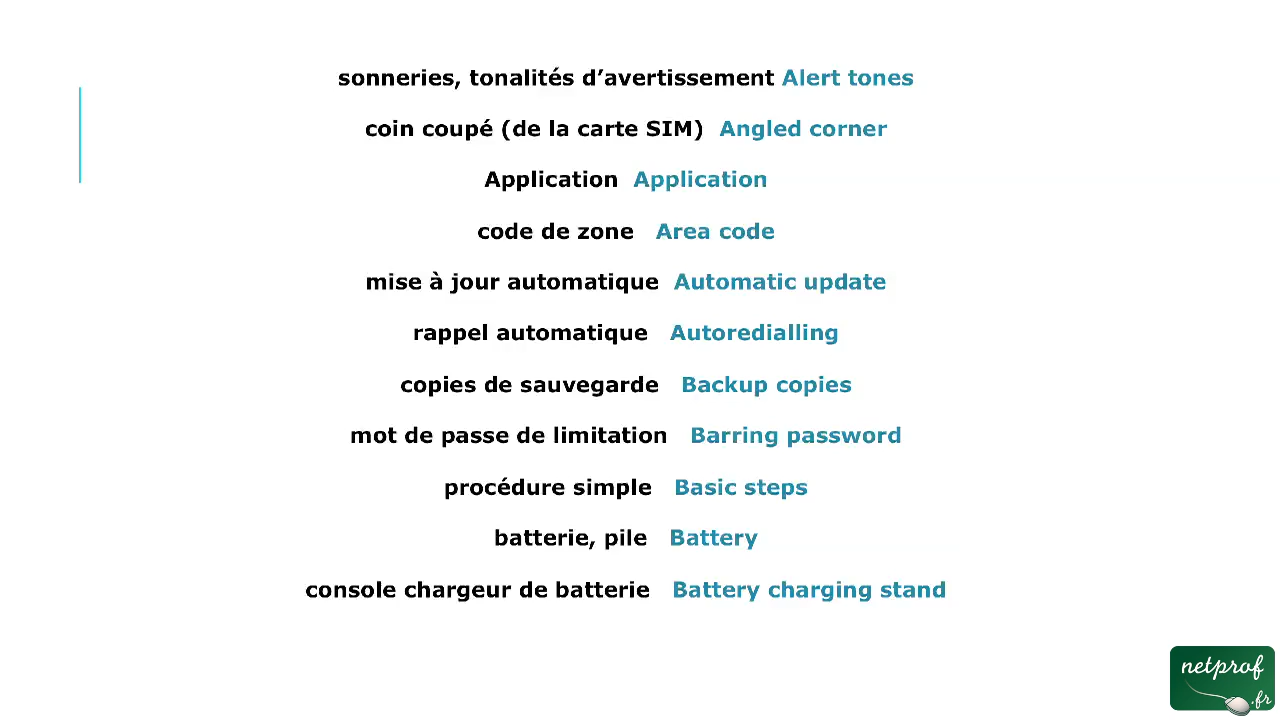 sonneries, tonalités d’avertissement Alert tones
coin coupé (de la carte SIM) Angled corner
Application Application
code de zone Area code
mise à jour automatique Automatic update
rappel automatique Autoredialling
copies de sauvegarde Backup copies
mot de passe de limitation Barring password
procédure simple Basic steps
batterie, pile Battery
console chargeur de batterie Battery charging stand
netprof
.fr